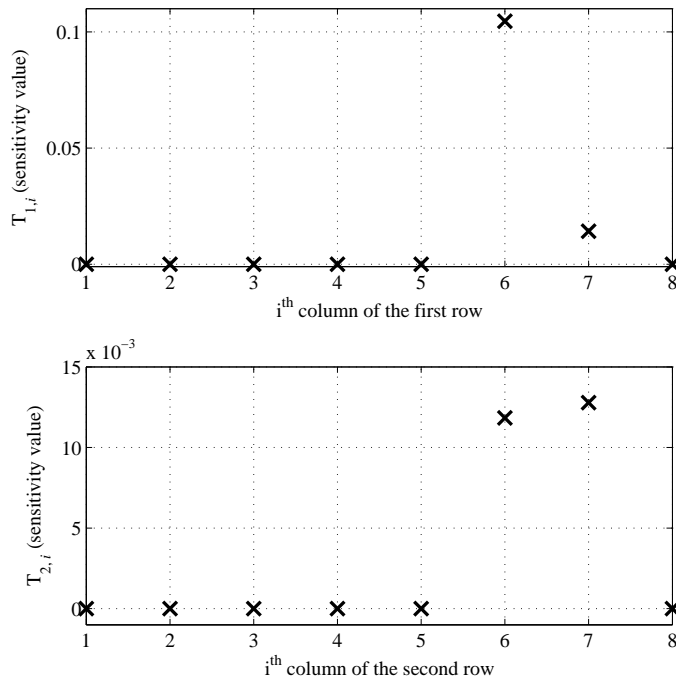 0.1
0.05
0
T1,i (sensitivity value)
1 2 3 4 5 6 7 8
ith column of the first row
x 10−3
15
10
5
0
T2, i (sensitivity value)
1 2 3 4 5 6 7 8
ith column of the second row